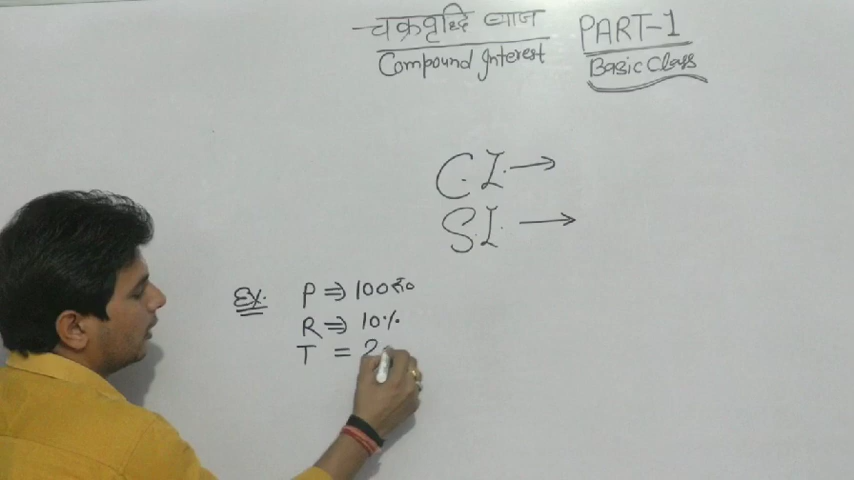 चक्रवृद्धि ब्याज PART-1
Compound Interest Basic Class
C.I. →
S.I. →
Ex. P ⇒ 100रु०
R ⇒ 10%
T = 2